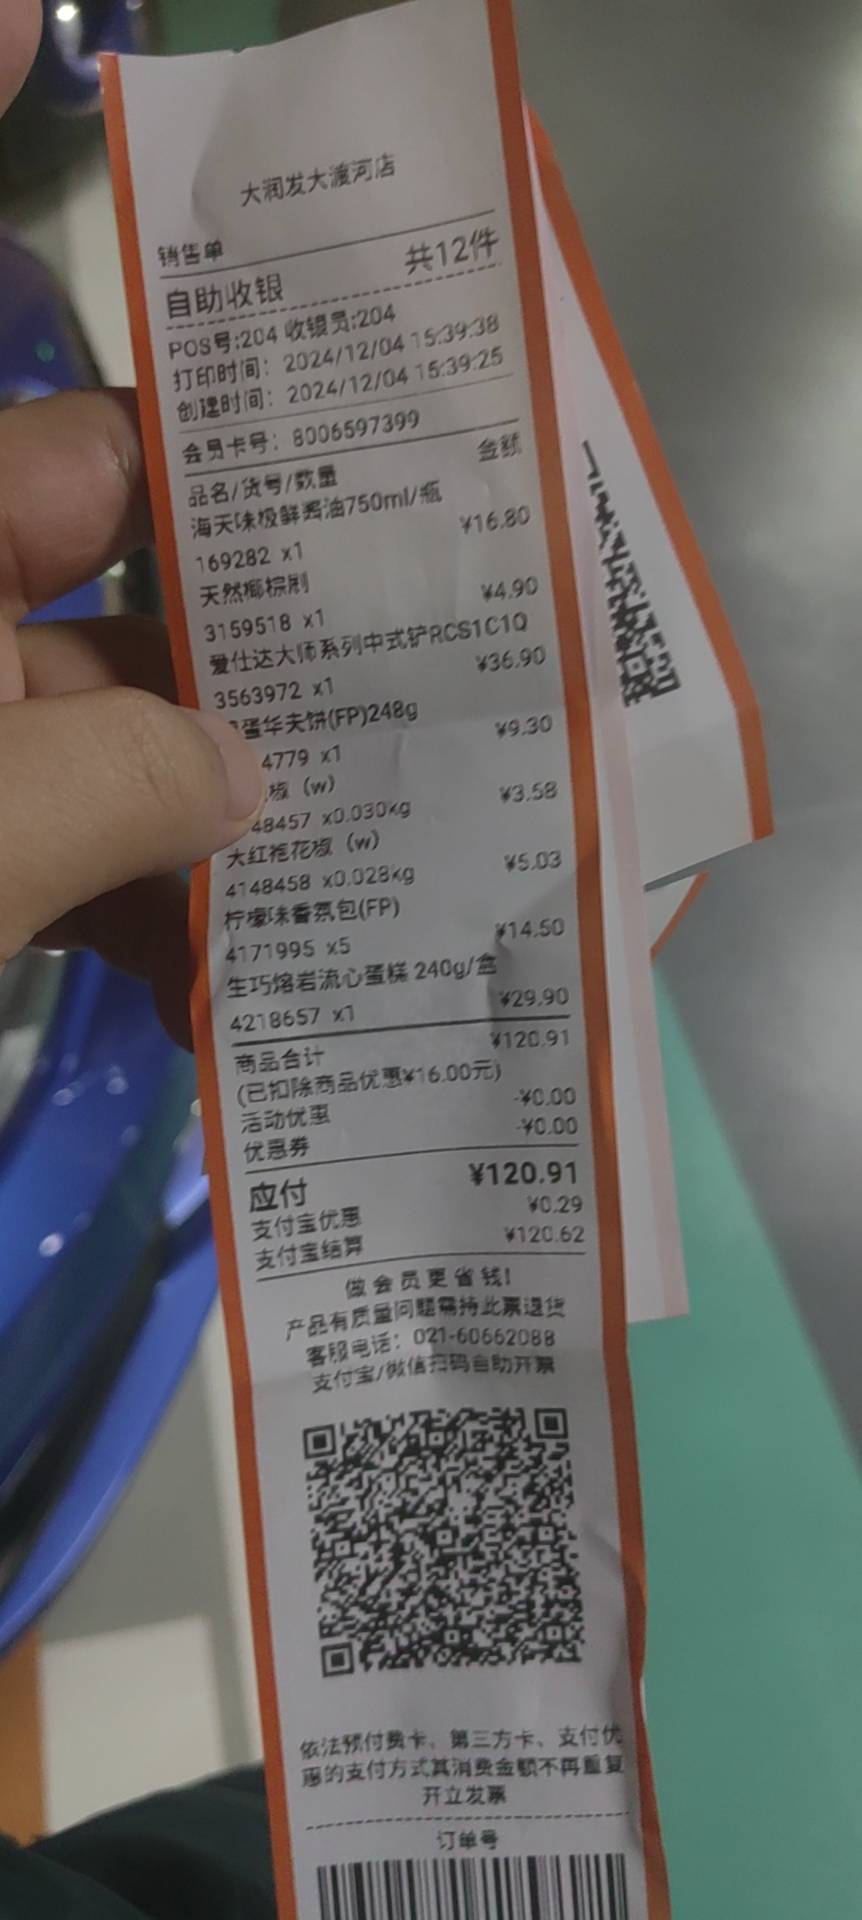 大润发大渡河店
销售单
自助收银 共12件
POS号:204 收银员:204
打印时间: 2024/12/04 15:39:38
创建时间: 2024/12/04 15:39:25
会员卡号: 8006597399
品名/货号/数量 金额
海天味极鲜酱油750ml/瓶
169282 x1 ¥16.80
天然椰棕刷
3159518 x1 ¥4.90
爱仕达大师系列中式铲RCS1C1Q
3563972 x1 ¥36.90
蛋华夫饼(FP)248g
4779 x1 ¥9.30
椒 (w)
48457 x0.030kg ¥3.58
大红袍花椒 (w)
4148458 x0.028kg ¥5.03
柠檬味香氛包(FP)
4171995 x5 ¥14.50
生巧熔岩流心蛋糕 240g/盒
4218657 x1 ¥29.90
商品合计 ¥120.91
(已扣除商品优惠¥16.00元)
活动优惠 -¥0.00
优惠券 -¥0.00
应付 ¥120.91
支付宝优惠 ¥0.29
支付宝结算 ¥120.62
做会员更省钱!
产品有质量问题需持此票退货
客服电话: 021-60662088
支付宝/微信扫码自助开票
依法预付费卡、第三方卡、支付优
惠的支付方式其消费金额不再重复
开立发票
订单号